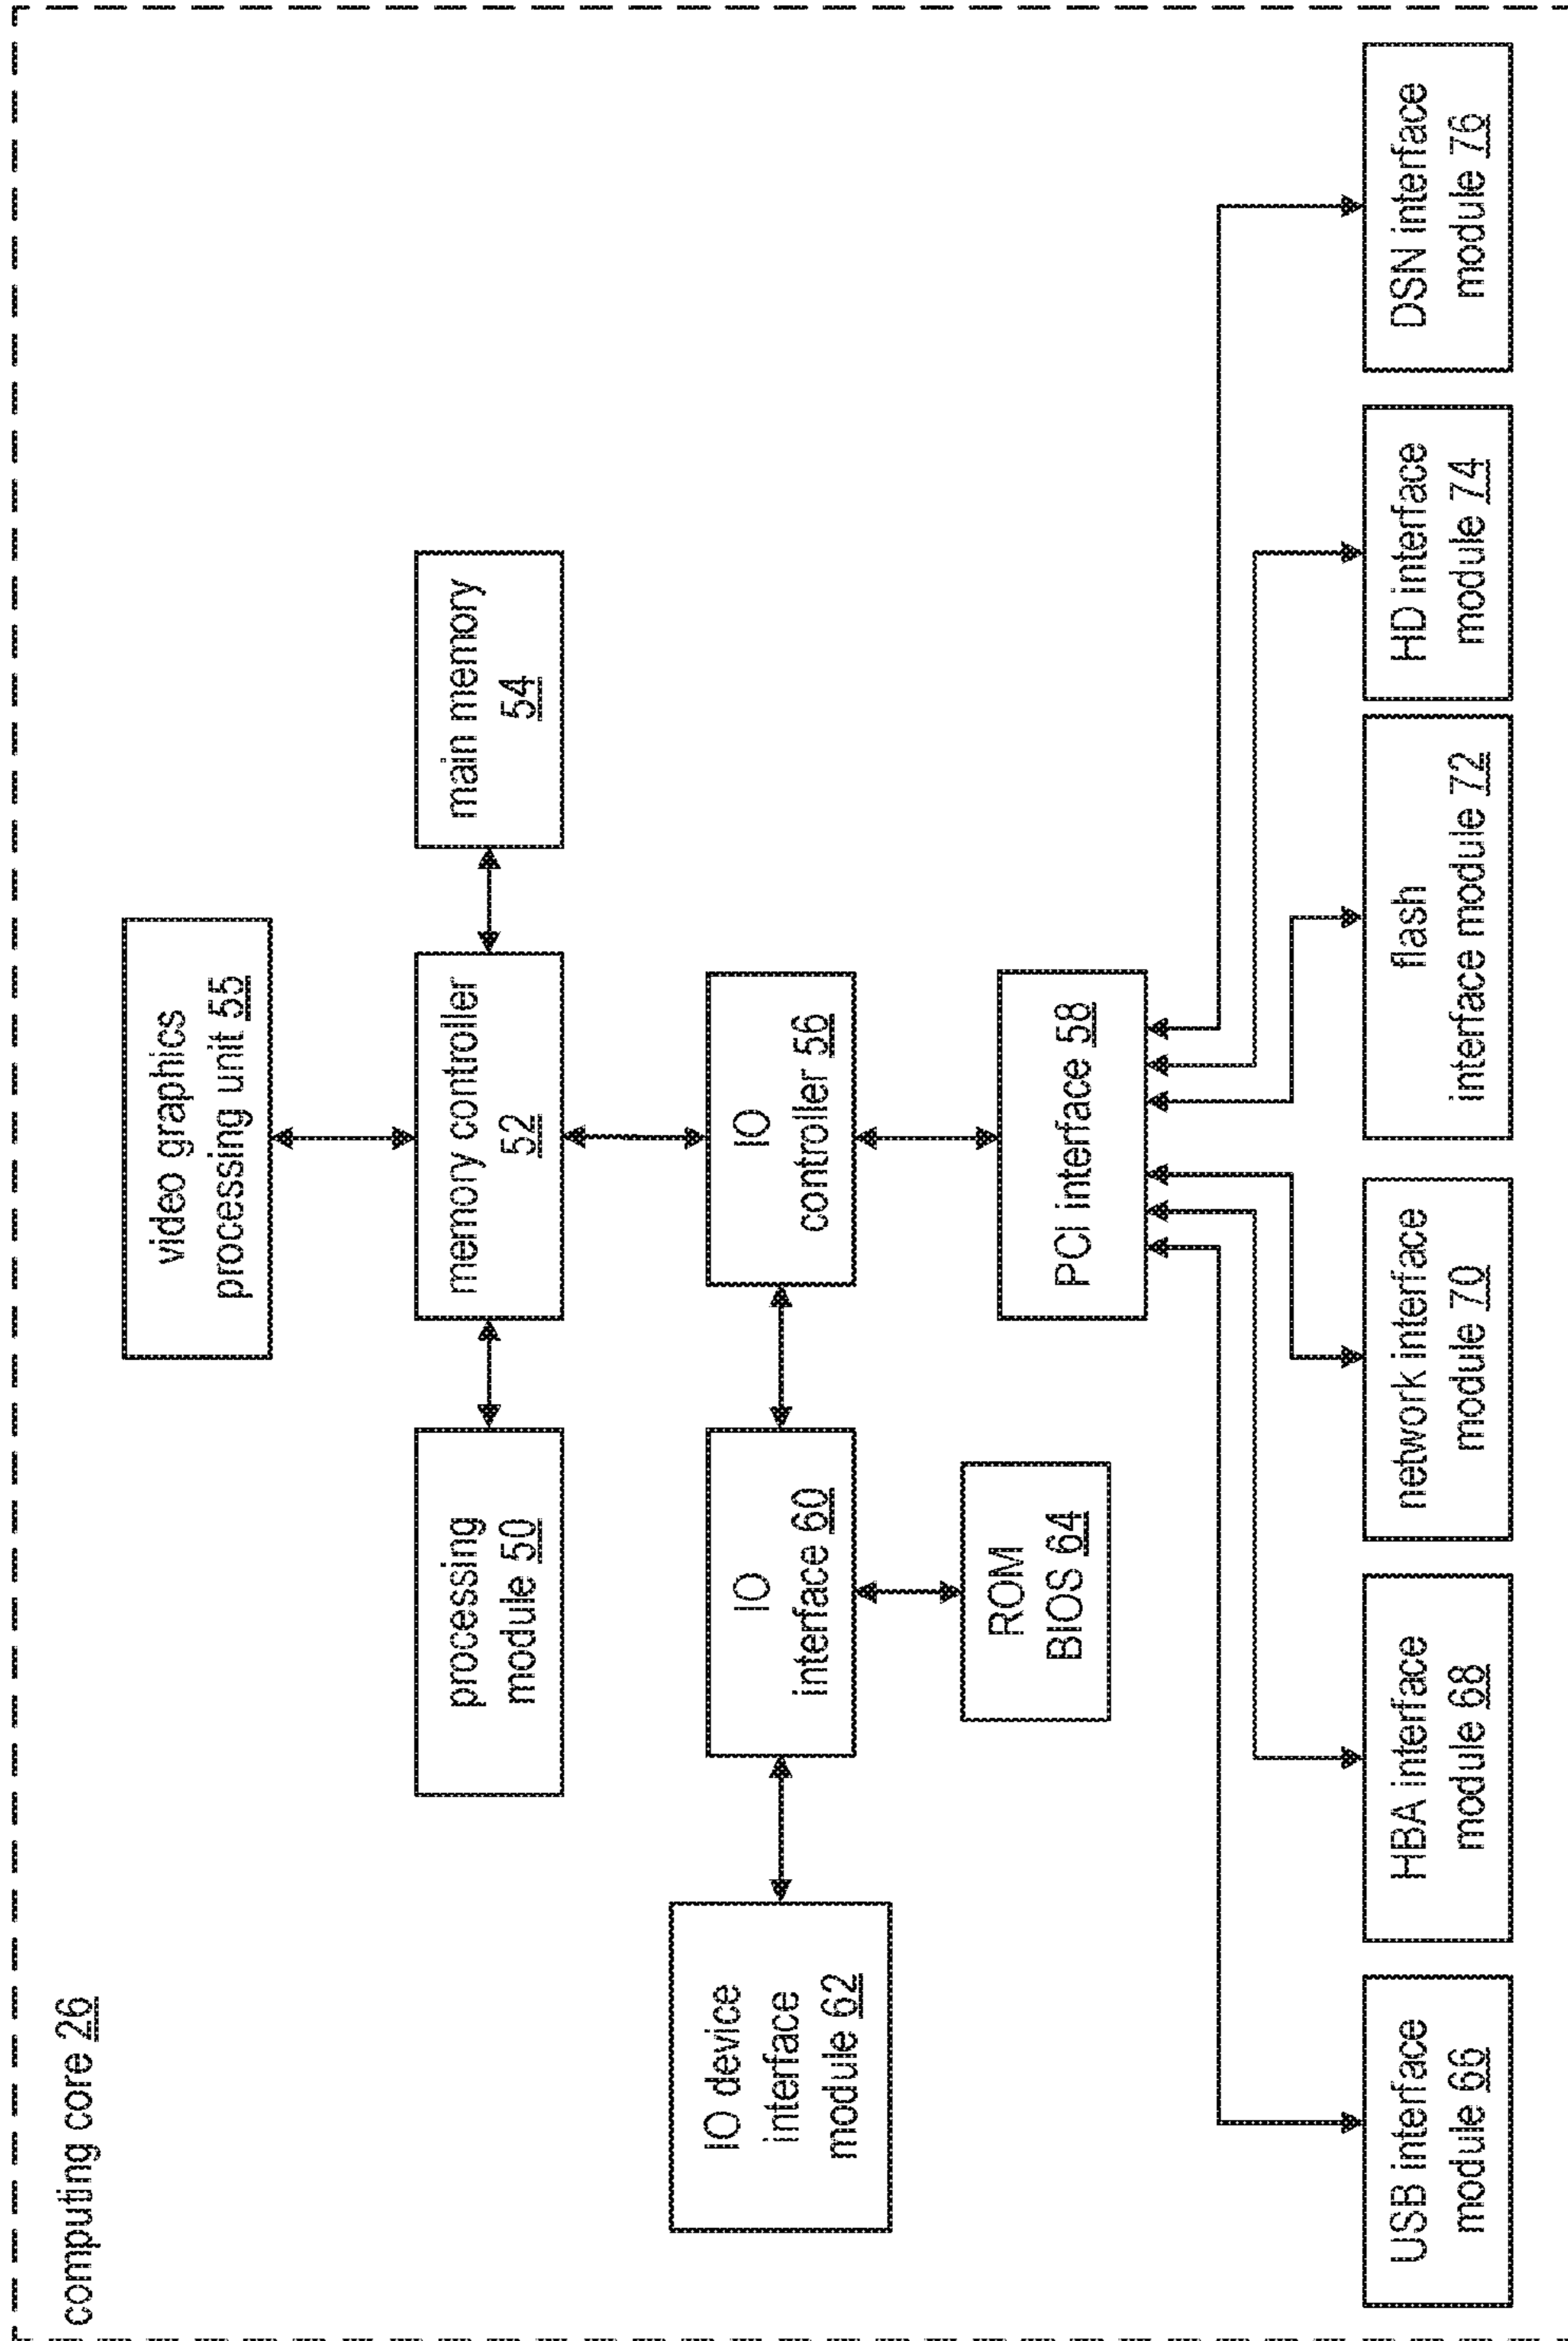 computing core 26
video graphics
processing unit 55
processing
module 50
memory controller
52
main memory
54
IO device
interface
module 62
IO
interface 60
IO
controller 56
ROM
BIOS 64
PCI interface 58
USB interface
module 66
HBA interface
module 68
network interface
module 70
flash
interface module 72
HD interface
module 74
DSN interface
module 76